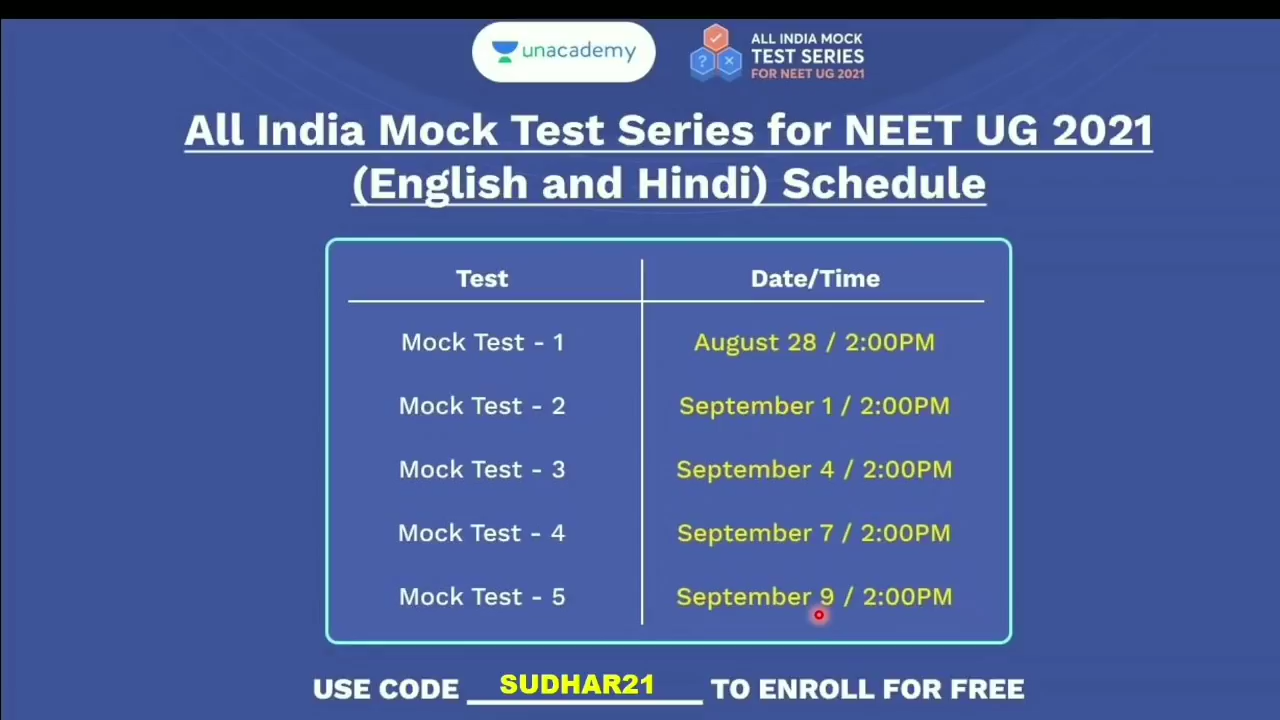 unacademy
ALL INDIA MOCK
TEST SERIES
FOR NEET UG 2021
All India Mock Test Series for NEET UG 2021
(English and Hindi) Schedule
Test Date/Time
Mock Test - 1 August 28 / 2:00PM
Mock Test - 2 September 1 / 2:00PM
Mock Test - 3 September 4 / 2:00PM
Mock Test - 4 September 7 / 2:00PM
Mock Test - 5 September 9 / 2:00PM
USE CODE SUDHAR21 TO ENROLL FOR FREE